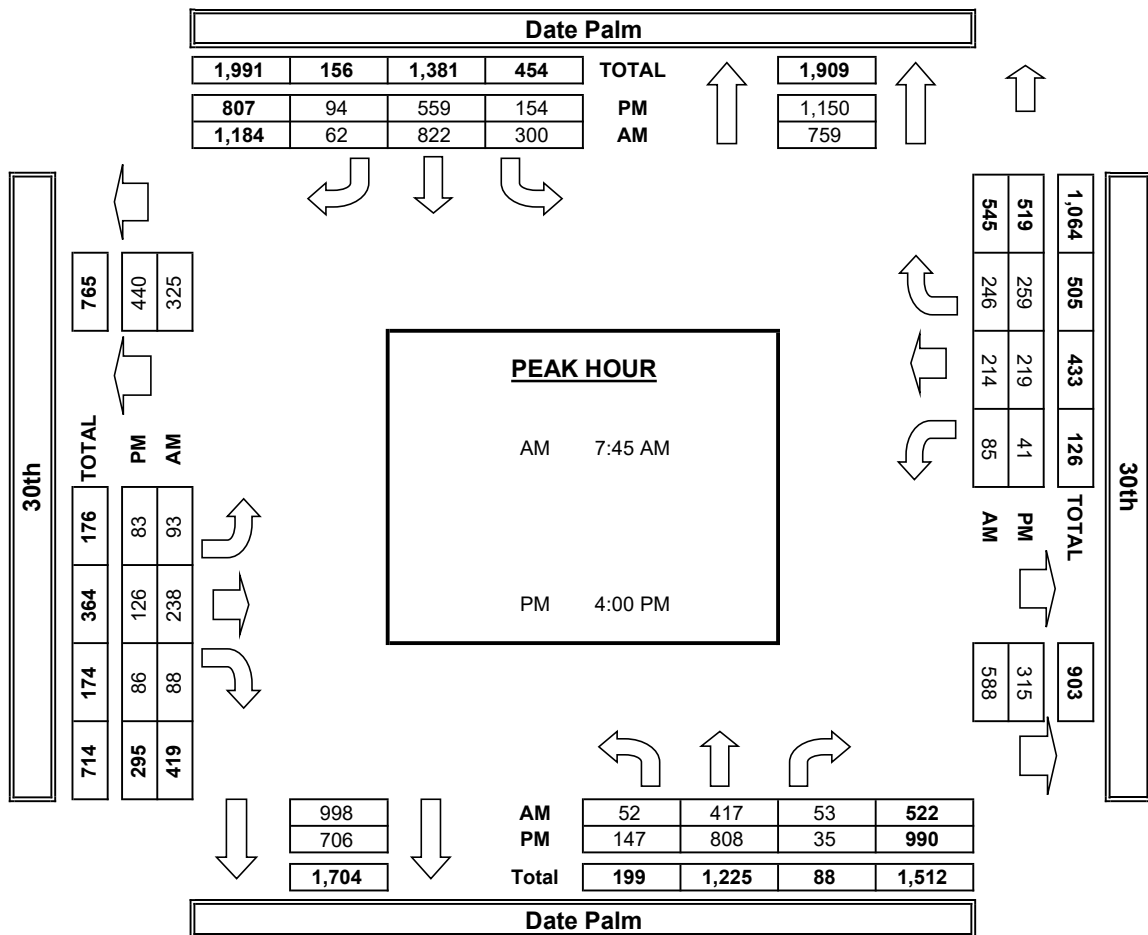 Date Palm
1,991 156 1,381 454 TOTAL 1,909
807 94 559 154 PM 1,150
1,184 62 822 300 AM 759
30th
765 440 325
TOTAL PM AM
176 83 93
364 126 238
174 86 88
714 295 419
PEAK HOUR
AM 7:45 AM
PM 4:00 PM
545 519 1,064
246 259 505
214 219 433
85 41 126
AM PM TOTAL
588 315 903
30th
998 AM 52 417 53 522
706 PM 147 808 35 990
1,704 Total 199 1,225 88 1,512
Date Palm